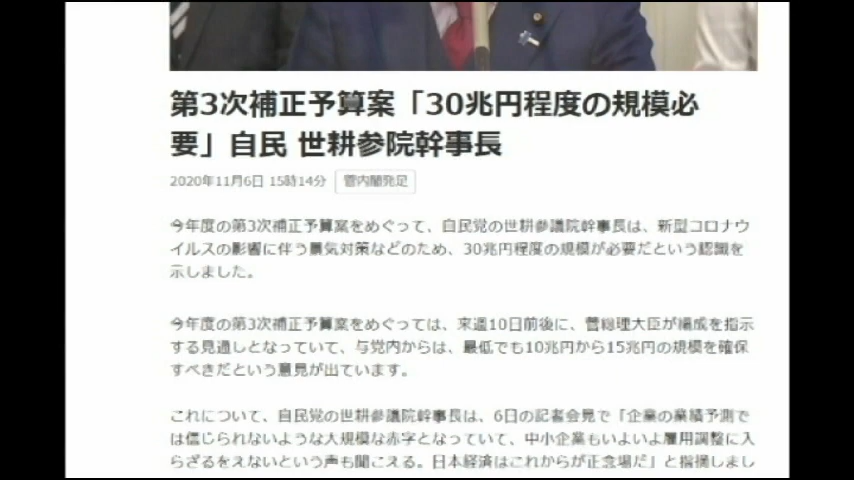 第3次補正予算案「30兆円程度の規模必
要」自民 世耕参院幹事長
2020年11月6日 15時14分 菅内閣発足
今年度の第3次補正予算案をめぐって、自民党の世耕参議院幹事長は、新型コロナウ
イルスの影響に伴う景気対策などのため、30兆円程度の規模が必要だという認識を
示しました。
今年度の第3次補正予算案をめぐっては、来週10日前後に、菅総理大臣が編成を指示
する見通しとなっていて、与党内からは、最低でも10兆円から15兆円の規模を確保
すべきだという意見が出ています。
これについて、自民党の世耕参議院幹事長は、6日の記者会見で「企業の業績予測で
は信じられないような大規模な赤字となっていて、中小企業もいよいよ雇用調整に入
らざるをえないという声も聞こえる。日本経済はこれからが正念場だ」と指摘しまし